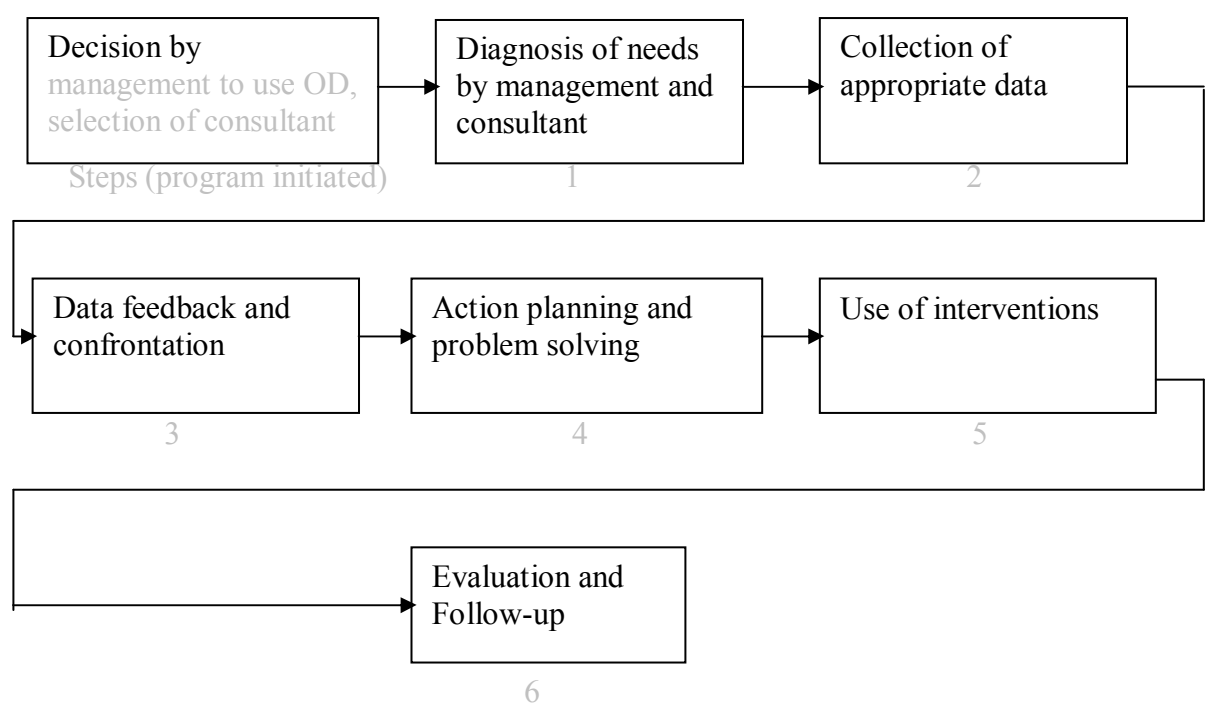 Decision by
management to use OD,
selection of consultant
Diagnosis of needs
by management and
consultant
Collection of
appropriate data
Steps (program initiated)
1
2
Data feedback and
confrontation
Action planning and
problem solving
Use of interventions
3
4
5
Evaluation and
Follow-up
6